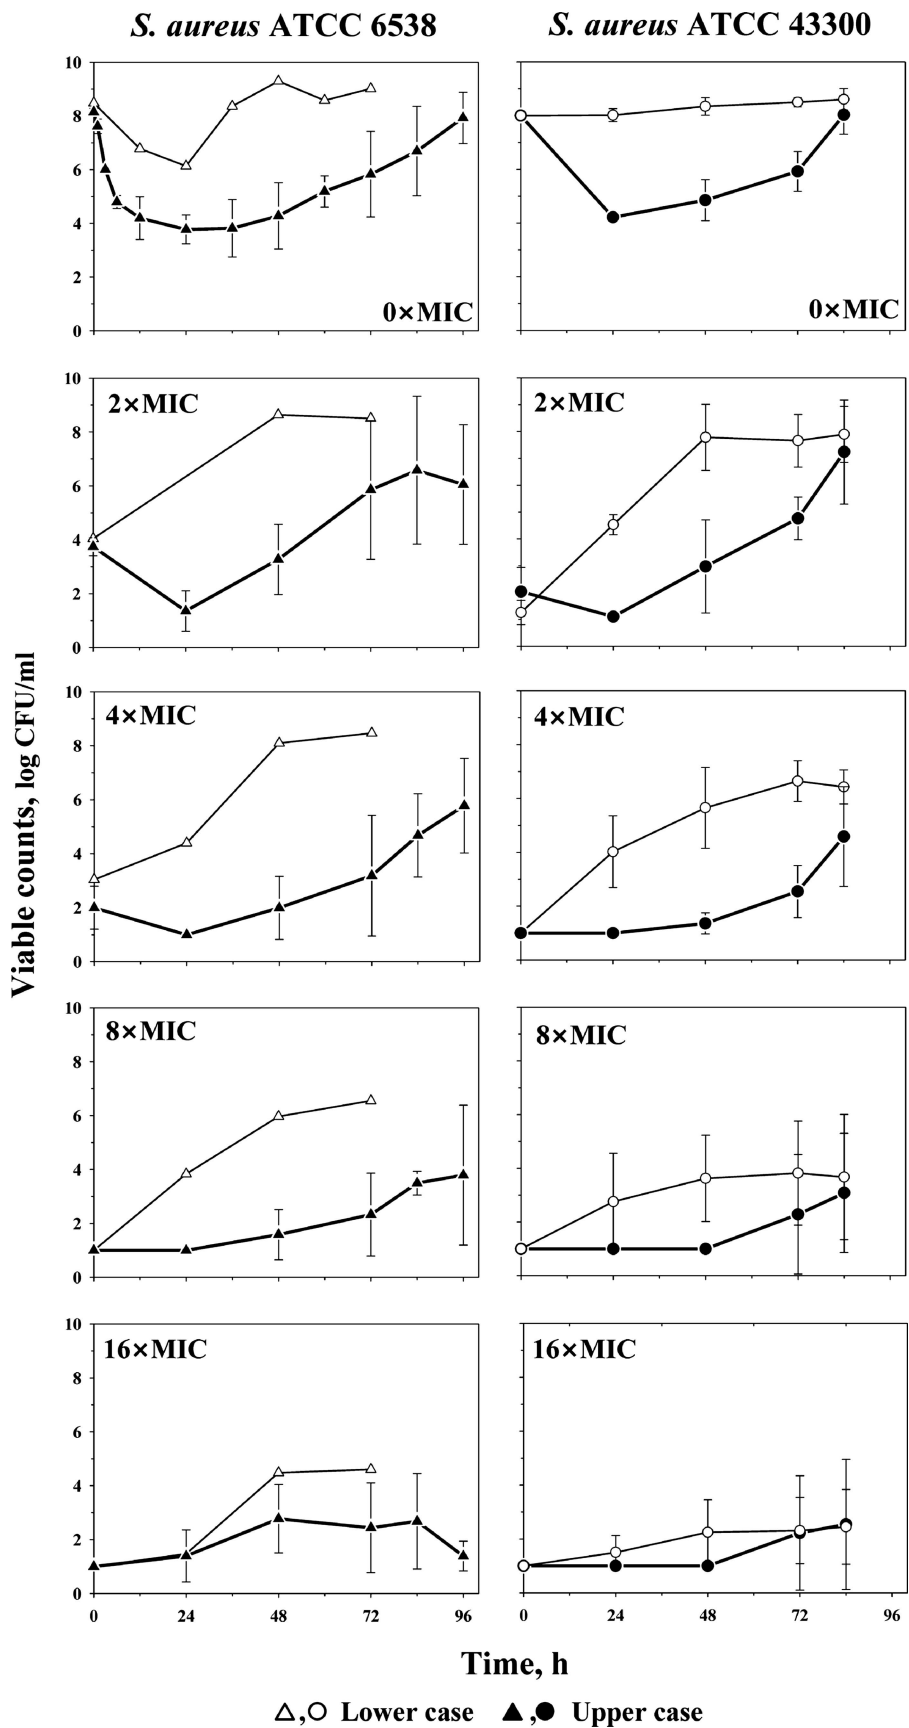 S. aureus ATCC 6538
S. aureus ATCC 43300
10
8
6
4
2
0
0×MIC
0×MIC
10
8
6
4
2
0
2×MIC
2×MIC
10
8
6
4
2
0
4×MIC
4×MIC
10
8
6
4
2
0
8×MIC
8×MIC
10
8
6
4
2
0
16×MIC
16×MIC
0 24 48 72 96
0 24 48 72 96
Viable counts, log CFU/ml
Time, h
△,○ Lower case ▲,● Upper case